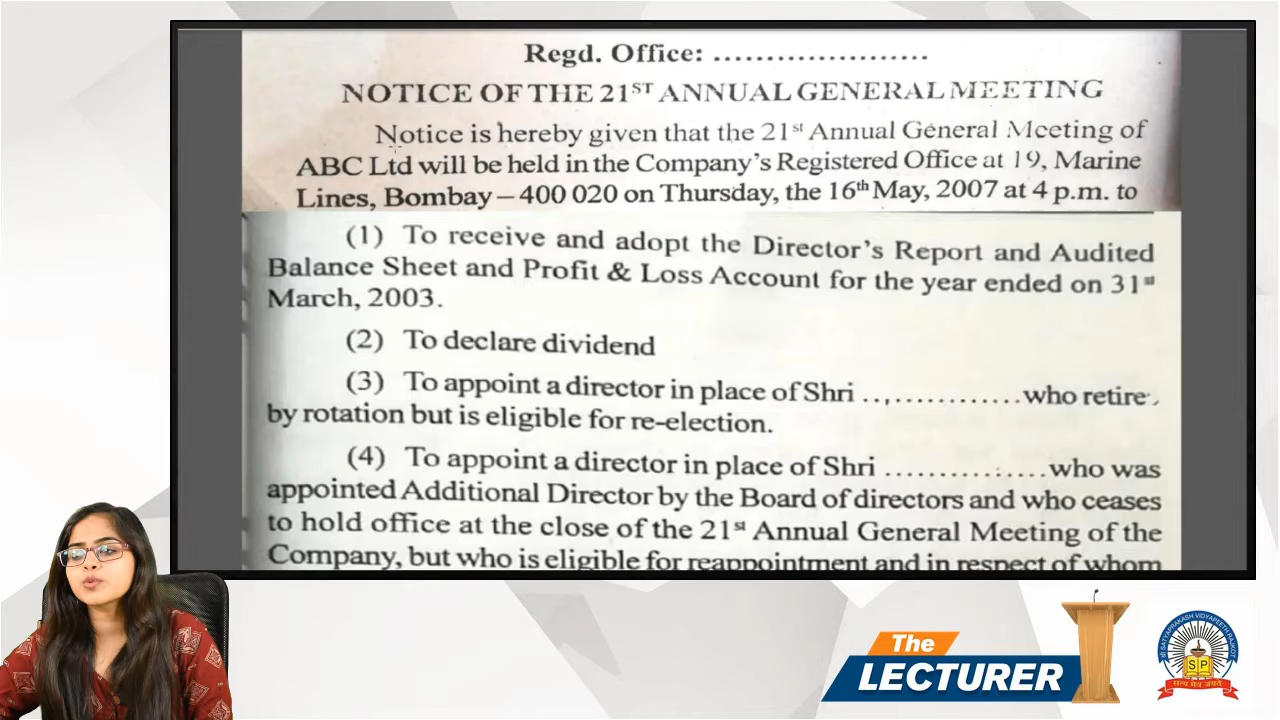 Regd. Office: .....................
NOTICE OF THE 21ST ANNUAL GENERAL MEETING
Notice is hereby given that the 21st Annual General Meeting of
ABC Ltd will be held in the Company's Registered Office at 19, Marine
Lines, Bombay – 400 020 on Thursday, the 16th May, 2007 at 4 p.m. to
(1) To receive and adopt the Director's Report and Audited
Balance Sheet and Profit & Loss Account for the year ended on 31st
March, 2003.
(2) To declare dividend
(3) To appoint a director in place of Shri ............... who retire
by rotation but is eligible for re-election.
(4) To appoint a director in place of Shri ............... who was
appointed Additional Director by the Board of directors and who ceases
to hold office at the close of the 21st Annual General Meeting of the
Company, but who is eligible for reappointment and in respect of whom
The
LECTURER
SATYAPRAKASH VIDYAPEETH RAJKOT
S P
सत्य मेव जयते